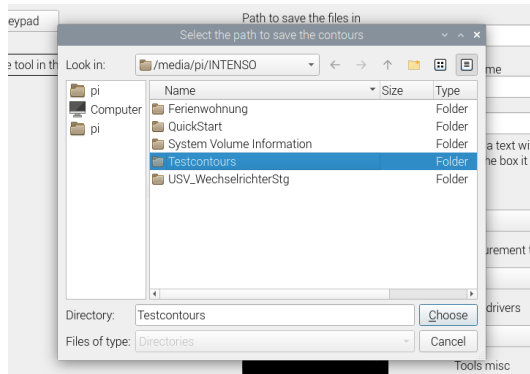 eypad
Path to save the files in
Select the path to save the contours
e tool in th
Look in:
/media/pi/INTENSO
me
pi
Computer
pi
Name
Size
Type
Ferienwohnung
Folder
QuickStart
Folder
System Volume Information
Folder
Testcontours
Folder
USV_WechselrichterStg
Folder
a text wi
he box it
urement
Directory:
Testcontours
Choose
drivers
Files of type:
Directories
Cancel
Tools misc